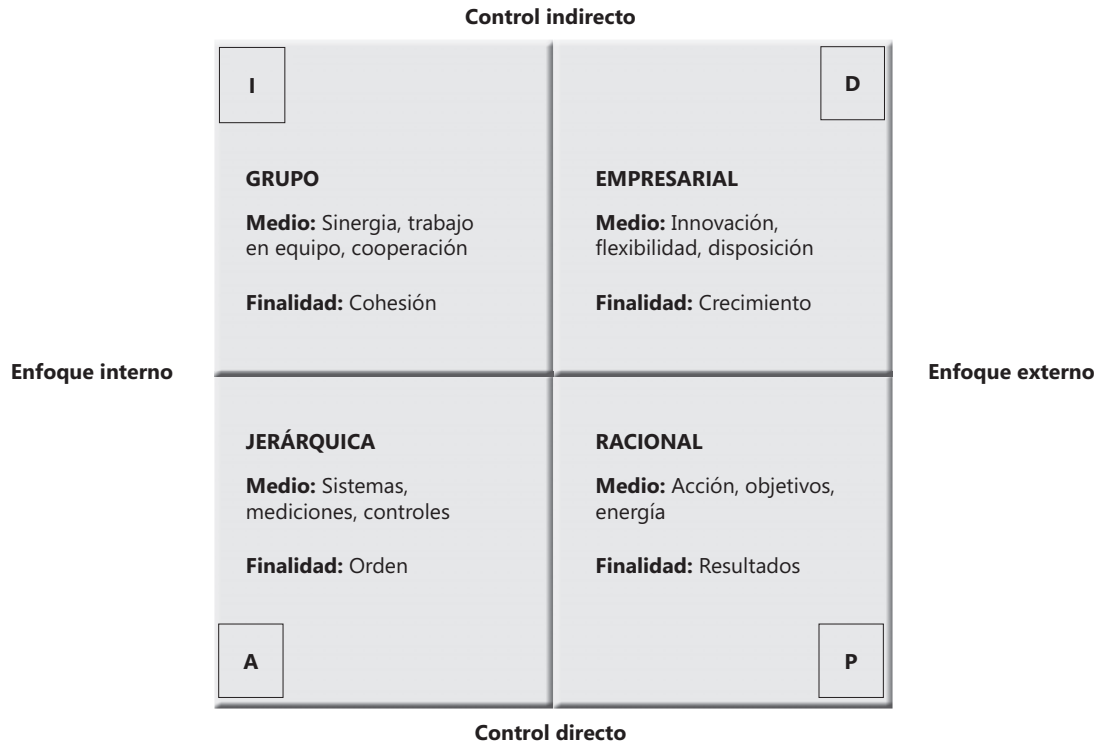 Control indirecto
I
D
GRUPO
Medio: Sinergia, trabajo
en equipo, cooperación
Finalidad: Cohesión
EMPRESARIAL
Medio: Innovación,
flexibilidad, disposición
Finalidad: Crecimiento
Enfoque interno
Enfoque externo
JERÁRQUICA
Medio: Sistemas,
mediciones, controles
Finalidad: Orden
RACIONAL
Medio: Acción, objetivos,
energía
Finalidad: Resultados
A
P
Control directo